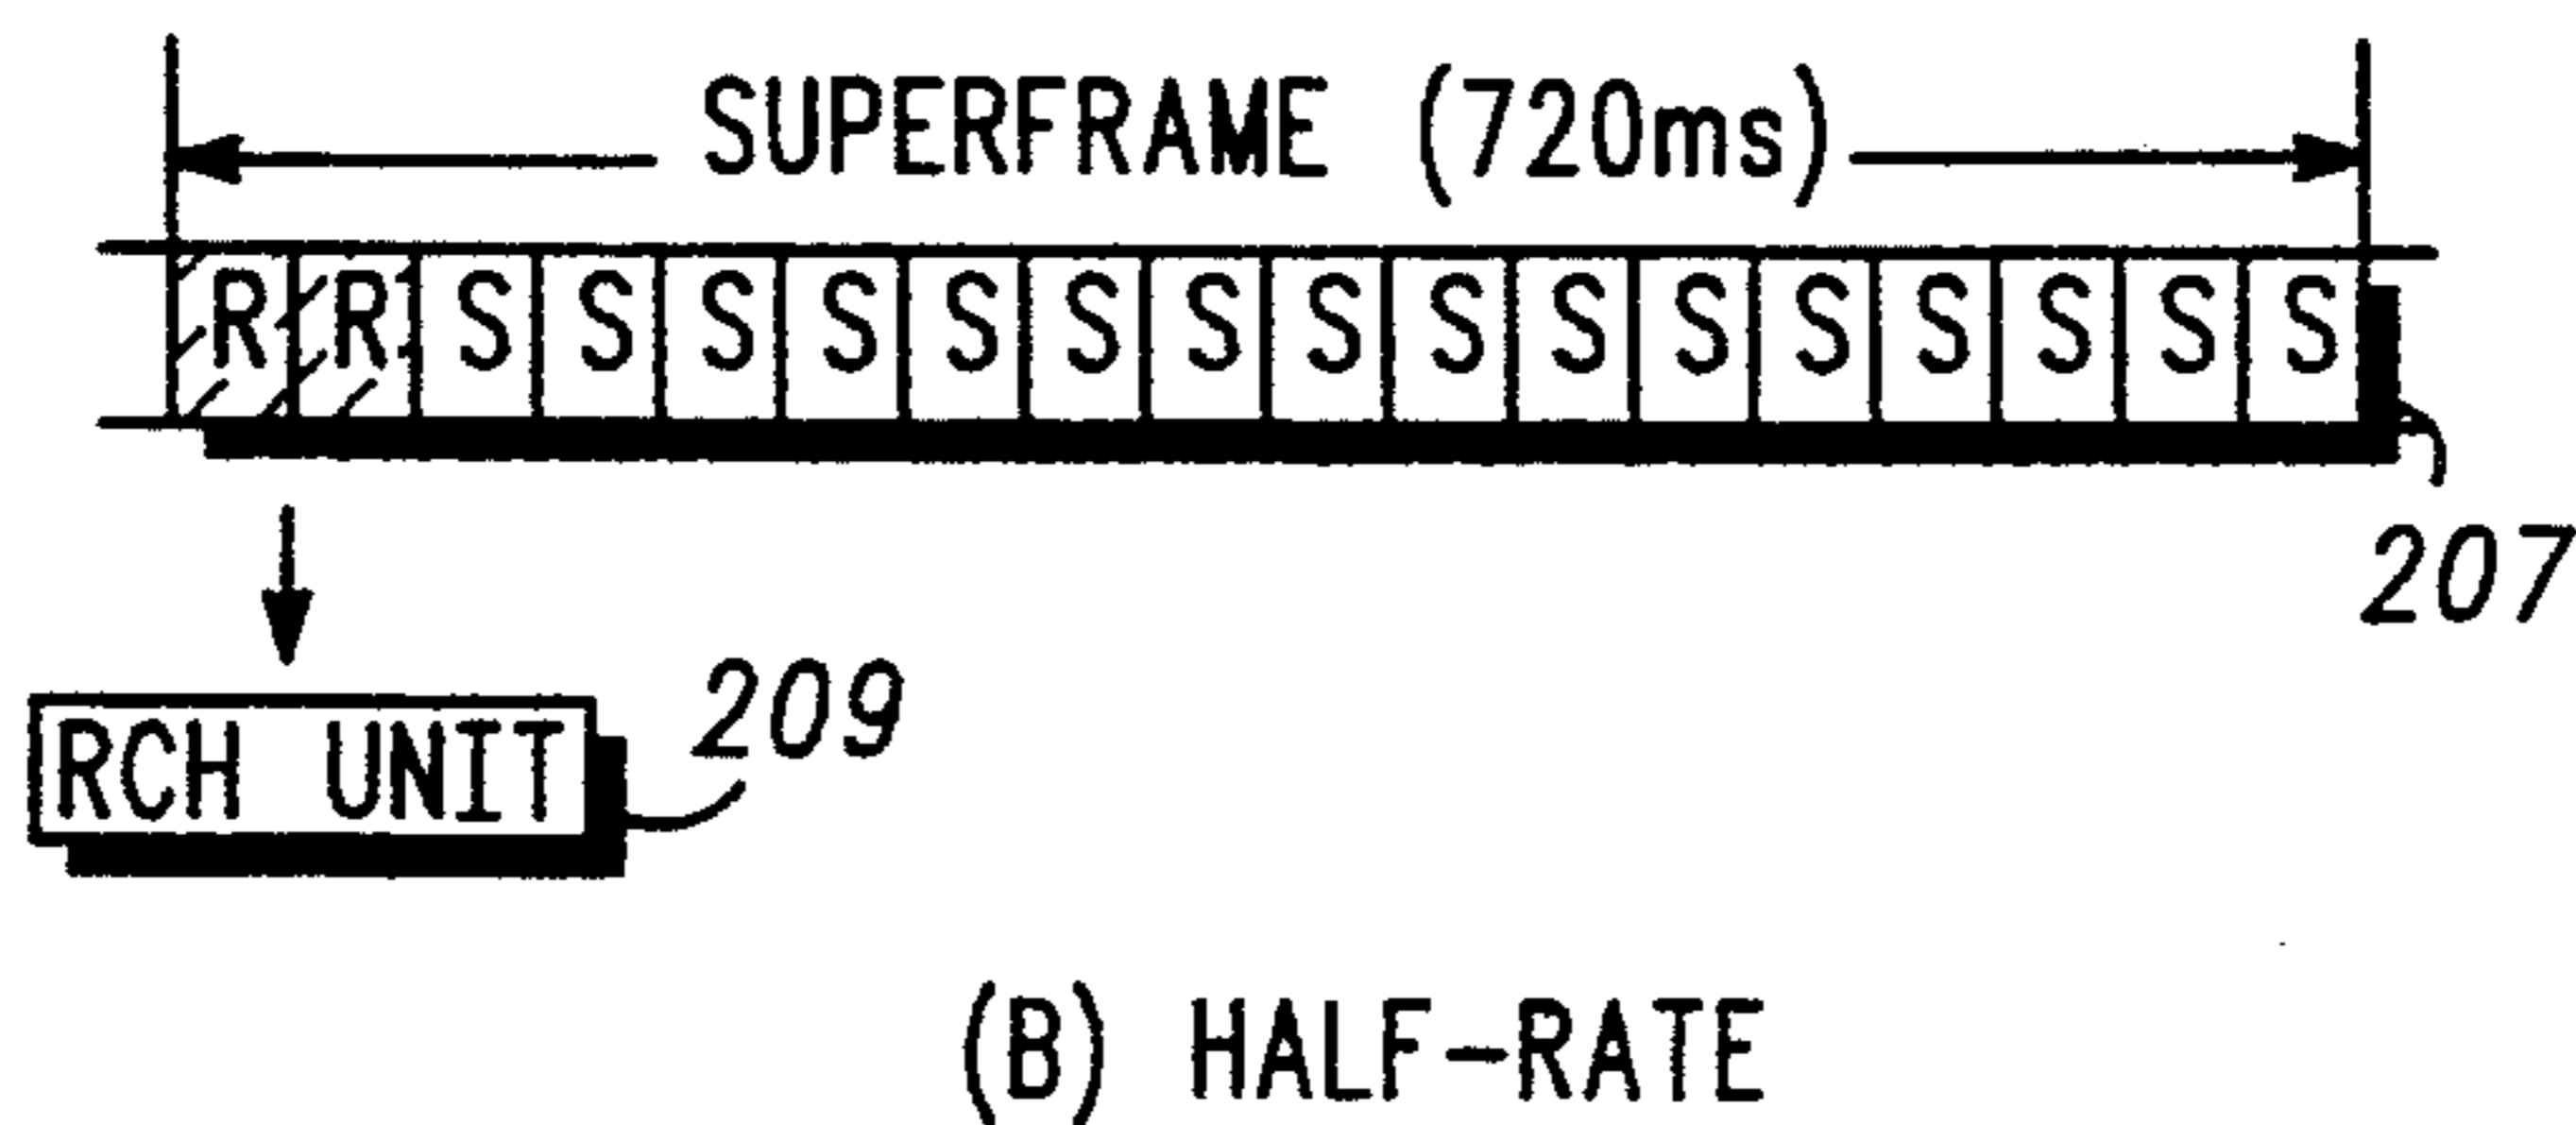 SUPERFRAME (720ms)
R R S S S S S S S S S S S S S S S S
207
RCH UNIT
209
(B) HALF-RATE